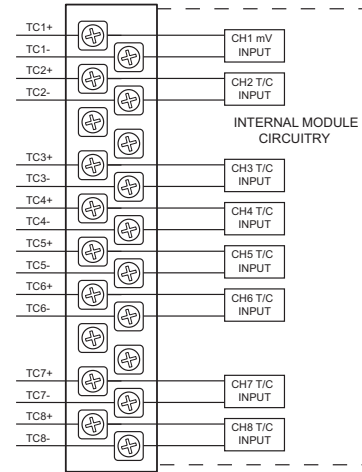 TC1+
TC1-
TC2+
TC2-
TC3+
TC3-
TC4+
TC4-
TC5+
TC5-
TC6+
TC6-
TC7+
TC7-
TC8+
TC8-
CH1 mV
INPUT
CH2 T/C
INPUT
INTERNAL MODULE
CIRCUITRY
CH3 T/C
INPUT
CH4 T/C
INPUT
CH5 T/C
INPUT
CH6 T/C
INPUT
CH7 T/C
INPUT
CH8 T/C
INPUT